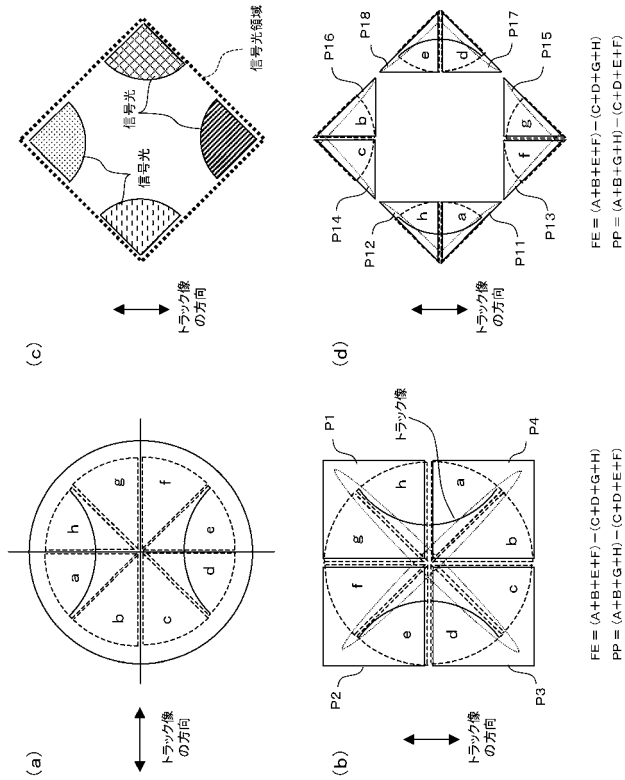 (a)
トラック像
の方向
a
h
b
g
c
f
d
e
(b)
トラック像
の方向
P2
P1
トラック像
f
g
e
h
d
a
c
b
P3
P4
FE = (A+B+E+F)−(C+D+G+H)
PP = (A+B+G+H)−(C+D+E+F)
(c)
トラック像
の方向
信号光
信号光
信号光領域
(d)
トラック像
の方向
P14
P16
P12
P18
c
b
h
e
a
d
f
g
P11
P17
P13
P15
FE = (A+B+E+F)−(C+D+G+H)
PP = (A+B+G+H)−(C+D+E+F)